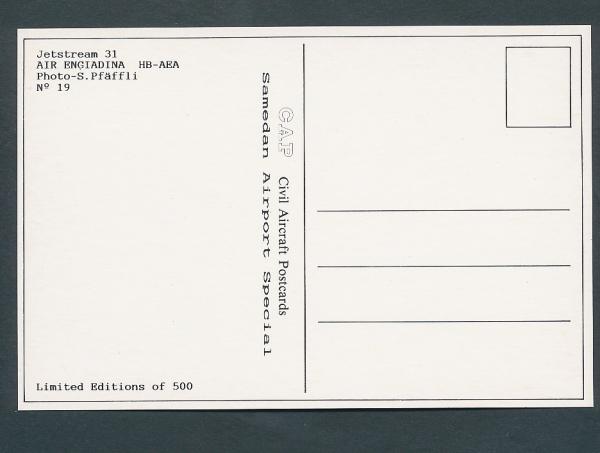 Jetstream 31
AIR ENGIADINA HB-AEA
Photo-S.Pfäffli
Nº 19
CAP Civil Aircraft Postcards
Samedan Airport Special
Limited Editions of 500